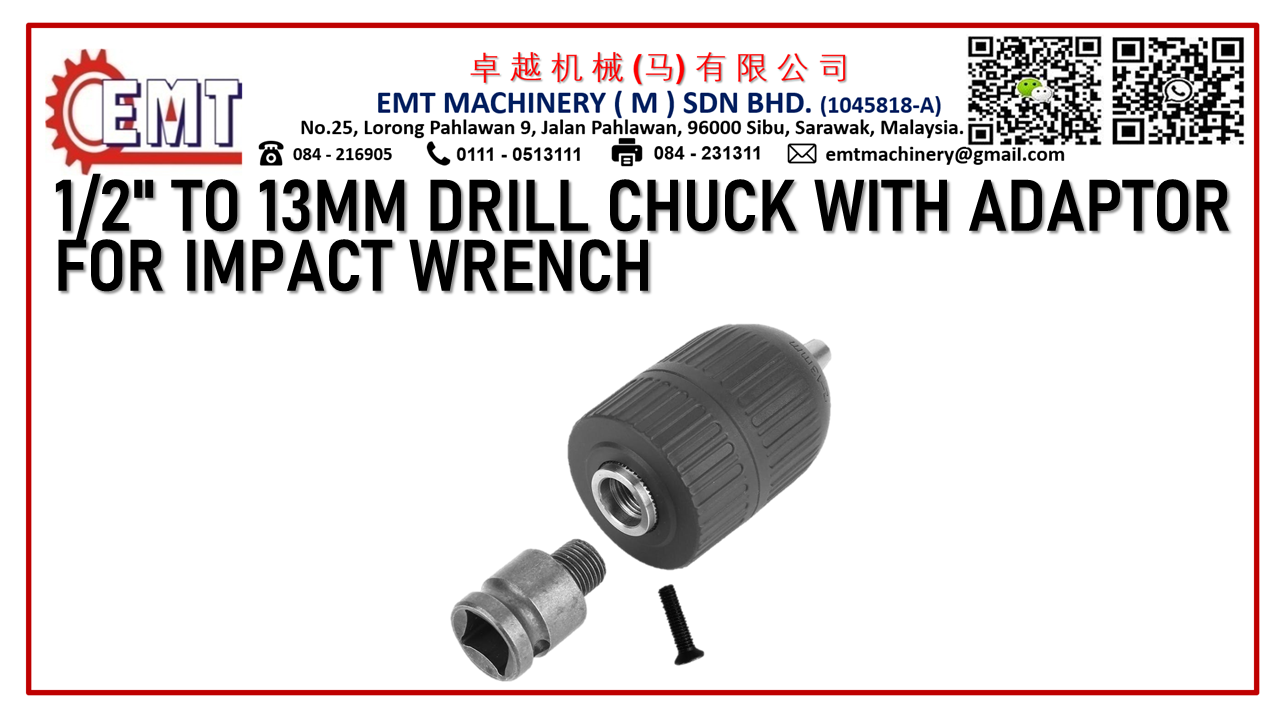 EMT
卓越机械(马)有限公司
EMT MACHINERY ( M ) SDN BHD. (1045818-A)
No.25, Lorong Pahlawan 9, Jalan Pahlawan, 96000 Sibu, Sarawak, Malaysia.
084 - 216905 0111 - 0513111 084 - 231311 emtmachinery@gmail.com
1/2" TO 13MM DRILL CHUCK WITH ADAPTOR
FOR IMPACT WRENCH